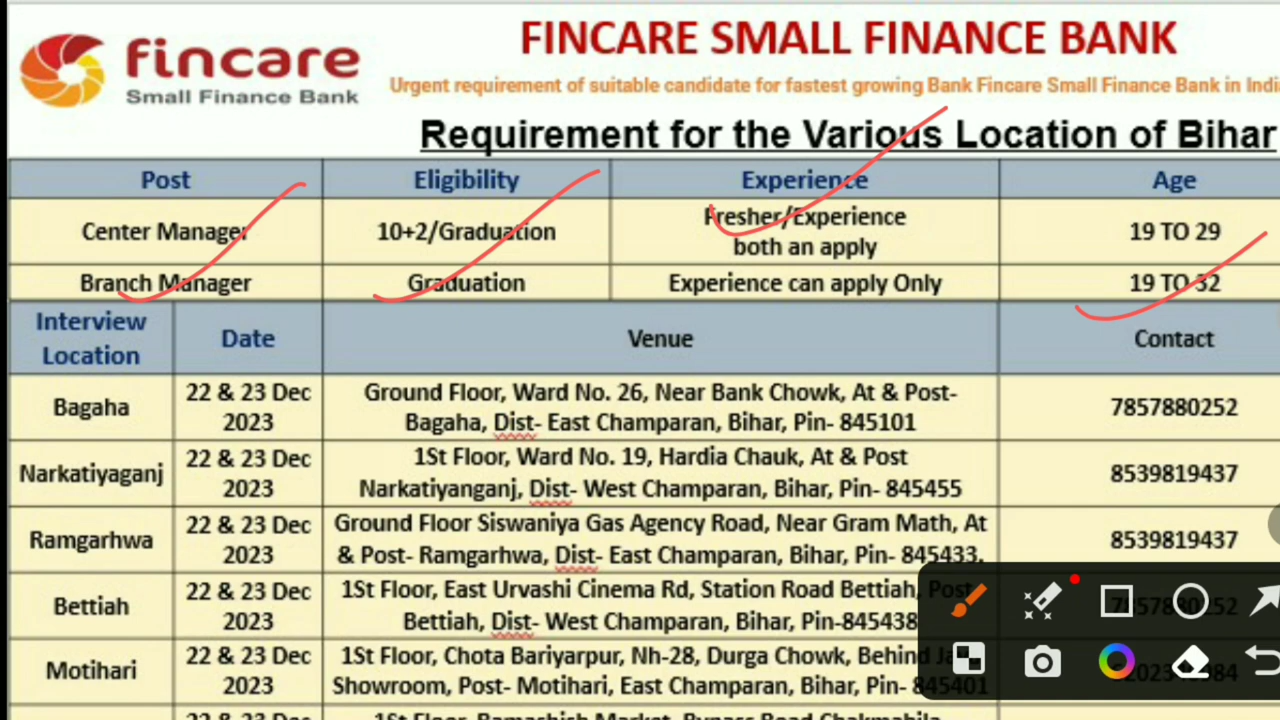 fincare
Small Finance Bank
FINCARE SMALL FINANCE BANK
Urgent requirement of suitable candidate for fastest growing Bank Fincare Small Finance Bank in Indi
Requirement for the Various Location of Bihar
Post Eligibility Experience Age
Center Manager 10+2/Graduation Fresher/Experience both an apply 19 TO 29
Branch Manager Graduation Experience can apply Only 19 TO 32
Interview Location Date Venue Contact
Bagaha 22 & 23 Dec 2023 Ground Floor, Ward No. 26, Near Bank Chowk, At & Post-
Bagaha, Dist- East Champaran, Bihar, Pin- 845101 7857880252
Narkatiyaganj 22 & 23 Dec 2023 1St Floor, Ward No. 19, Hardia Chauk, At & Post
Narkatiyanganj, Dist- West Champaran, Bihar, Pin- 845455 8539819437
Ramgarhwa 22 & 23 Dec 2023 Ground Floor Siswaniya Gas Agency Road, Near Gram Math, At
& Post- Ramgarhwa, Dist- East Champaran, Bihar, Pin- 845433. 8539819437
Bettiah 22 & 23 Dec 2023 1St Floor, East Urvashi Cinema Rd, Station Road Bettiah, Post
Bettiah, Dist- West Champaran, Bihar, Pin-845438 7857880252
Motihari 22 & 23 Dec 2023 1St Floor, Chota Bariyarpur, Nh-28, Durga Chowk, Behind
Showroom, Post- Motihari, East Champaran, Bihar, Pin- 845401